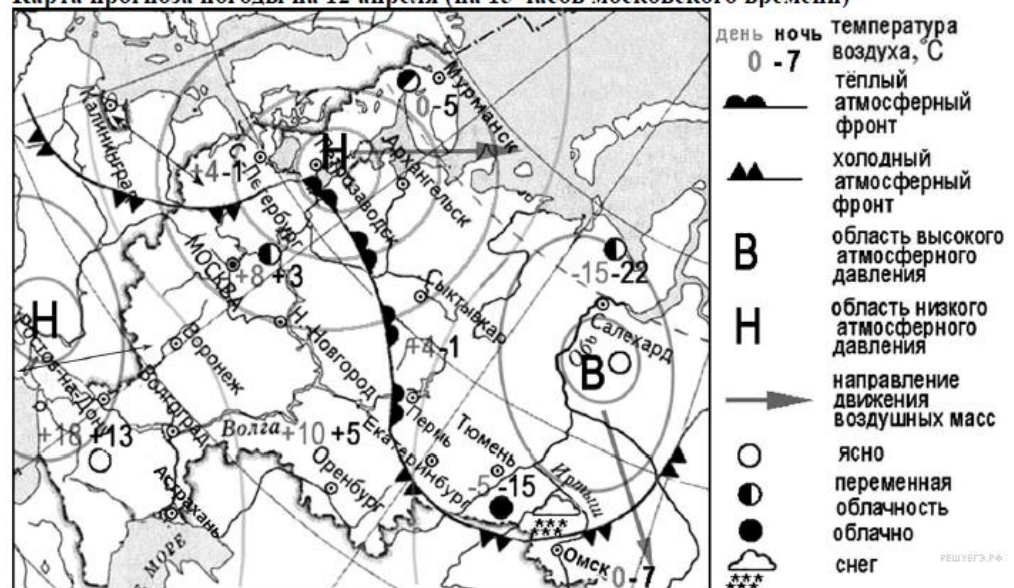 Карта прогноза погоды на 12 апреля (на 15 часов московского времени)
Мурманск
0 -5
Калининград
С.-Петербург
+4 -1
Н
Петрозаводск
Архангельск
МОСКВА
+8 +3
-15 -22
Сыктывкар
Салехард
Обь
В
Н
Н. Новгород
+4 -1
Воронеж
Ростов-на-Дону
Волгоград
Волга
+10 +5
Пермь
Екатеринбург
Тюмень
-5 -15
Иртыш
+18 +13
Оренбург
Астрахань
МОРЕ
Омск
0 -7
день ночь
0 -7
температура
воздуха, °C
тёплый
атмосферный
фронт
холодный
атмосферный
фронт
В
область высокого
атмосферного
давления
Н
область низкого
атмосферного
давления
направление
движения
воздушных масс
ясно
переменная
облачность
облачно
снег
РЕШУЕГЭ.РФ